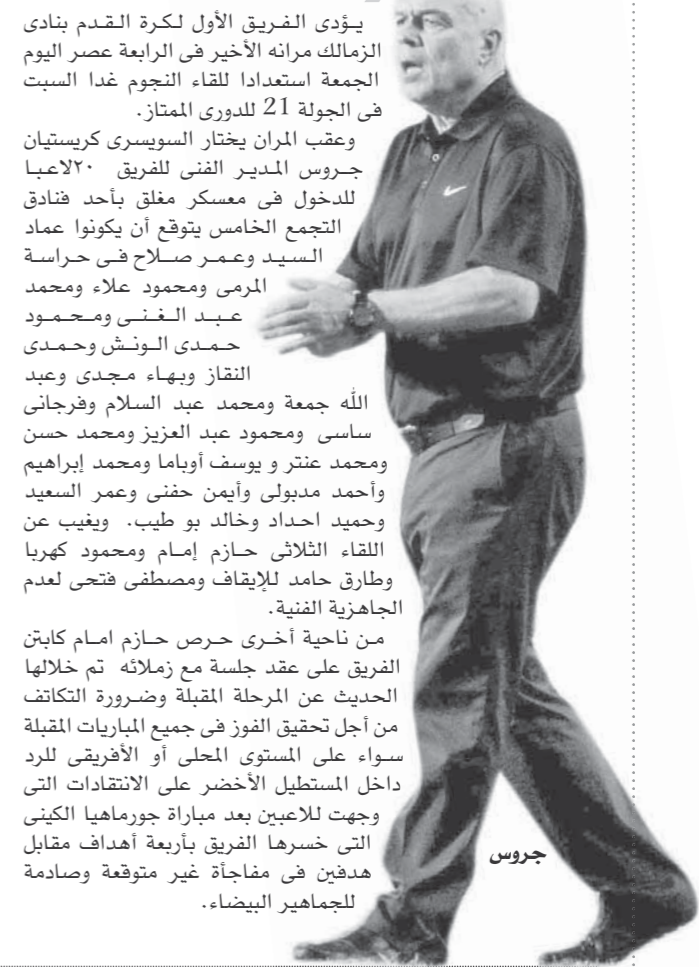 يؤدى الفريق الأول لكرة القدم بنادى
الزمالك مرانه الأخير فى الرابعة عصر اليوم
الجمعة استعدادا للقاء النجوم غدا السبت
فى الجولة 21 للدورى الممتاز.
وعقب المران يختار السويسرى كريستيان
جروس المدير الفنى للفريق ٢٠لاعبا
للدخول فى معسكر مغلق بأحد فنادق
التجمع الخامس يتوقع أن يكونوا عماد
السيد وعمر صلاح فى حراسة
المرمى ومحمود علاء ومحمد
عبد الغنى ومحمود
حمدى الونش وحمدى
النقاز وبهاء مجدى وعبد
الله جمعة ومحمد عبد السلام وفرجانى
ساسى ومحمود عبد العزيز ومحمد حسن
ومحمد عنتر و يوسف أوباما ومحمد إبراهيم
وأحمد مدبولى وأيمن حفنى وعمر السعيد
وحميد احداد وخالد بو طيب. ويغيب عن
اللقاء الثلاثى حازم إمام ومحمود كهربا
وطارق حامد للإيقاف ومصطفى فتحى لعدم
الجاهزية الفنية.
من ناحية أخرى حرص حازم امام كابتن
الفريق على عقد جلسة مع زملائه تم خلالها
الحديث عن المرحلة المقبلة وضرورة التكاتف
من أجل تحقيق الفوز فى جميع المباريات المقبلة
سواء على المستوى المحلى أو الأفريقى للرد
داخل المستطيل الأخضر على الانتقادات التى
وجهت للاعبين بعد مباراة جورماهيا الكينى
التى خسرها الفريق بأربعة أهداف مقابل
هدفين فى مفاجأة غير متوقعة وصادمة
للجماهير البيضاء.
جروس